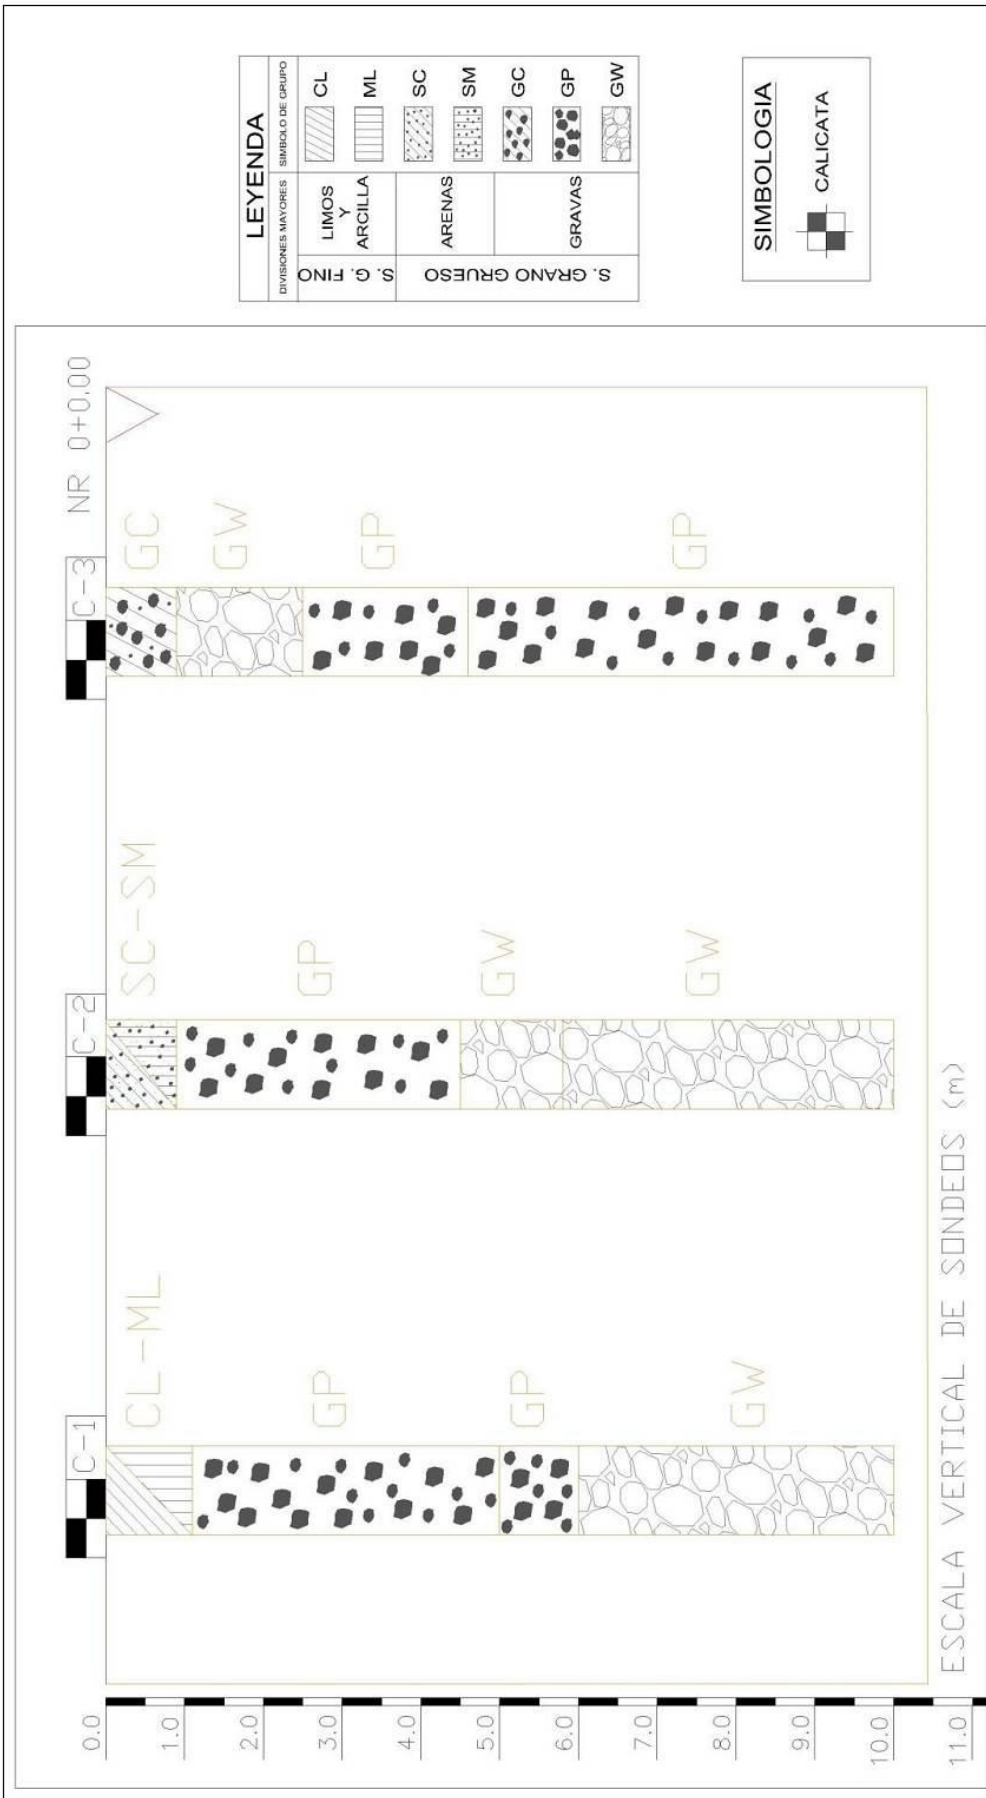 LEYENDA
DIVISIONES MAYORES
SIMBOLO DE GRUPO
S. G. FINO
LIMOS
Y
ARCILLA
CL
ML
S. GRANO GRUESO
ARENAS
SC
SM
GRAVAS
GC
GP
GW
SIMBOLOGIA
CALICATA
NR 0+0.00
C-1
CL-ML
GP
GP
GW
C-2
SC-SM
GP
GW
GW
C-3
GC
GW
GP
GP
0.0
1.0
2.0
3.0
4.0
5.0
6.0
7.0
8.0
9.0
10.0
11.0
ESCALA VERTICAL DE SONDEOS (m)